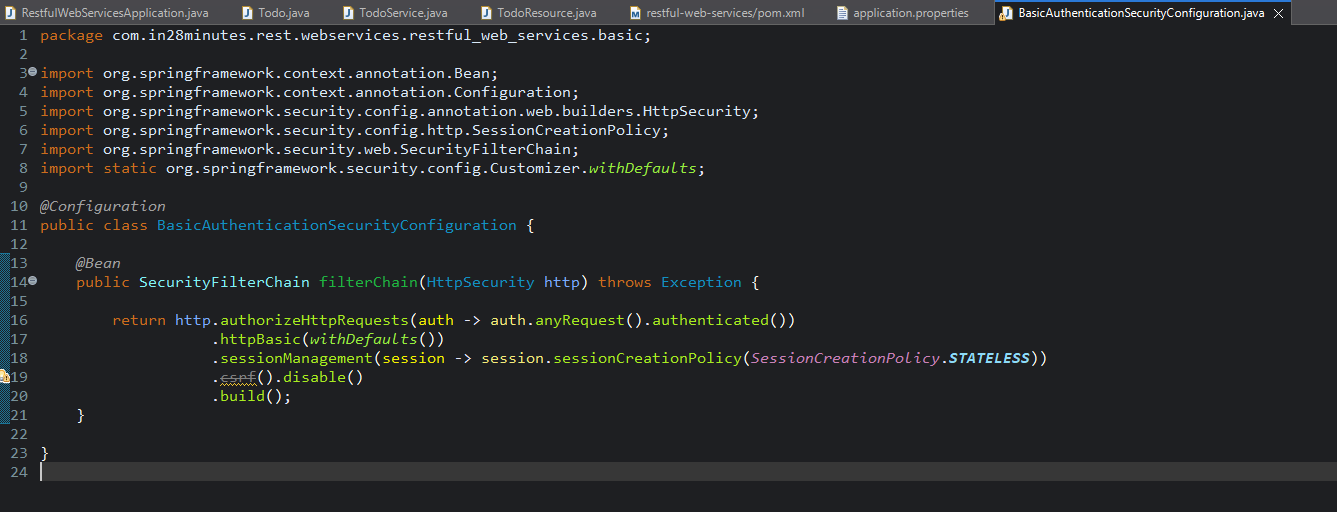 RestfulWebServicesApplication.java Todo.java TodoService.java TodoResource.java restful-web-services/pom.xml application.properties BasicAuthenticationSecurityConfiguration.java
1 package com.in28minutes.rest.webservices.restful_web_services.basic;
2
3 import org.springframework.context.annotation.Bean;
4 import org.springframework.context.annotation.Configuration;
5 import org.springframework.security.config.annotation.web.builders.HttpSecurity;
6 import org.springframework.security.config.http.SessionCreationPolicy;
7 import org.springframework.security.web.SecurityFilterChain;
8 import static org.springframework.security.config.Customizer.withDefaults;
9
10 @Configuration
11 public class BasicAuthenticationSecurityConfiguration {
12
13     @Bean
14     public SecurityFilterChain filterChain(HttpSecurity http) throws Exception {
15
16         return http.authorizeHttpRequests(auth -> auth.anyRequest().authenticated())
17                    .httpBasic(withDefaults())
18                    .sessionManagement(session -> session.sessionCreationPolicy(SessionCreationPolicy.STATELESS))
19                    .csrf().disable()
20                    .build();
21     }
22
23 }
24